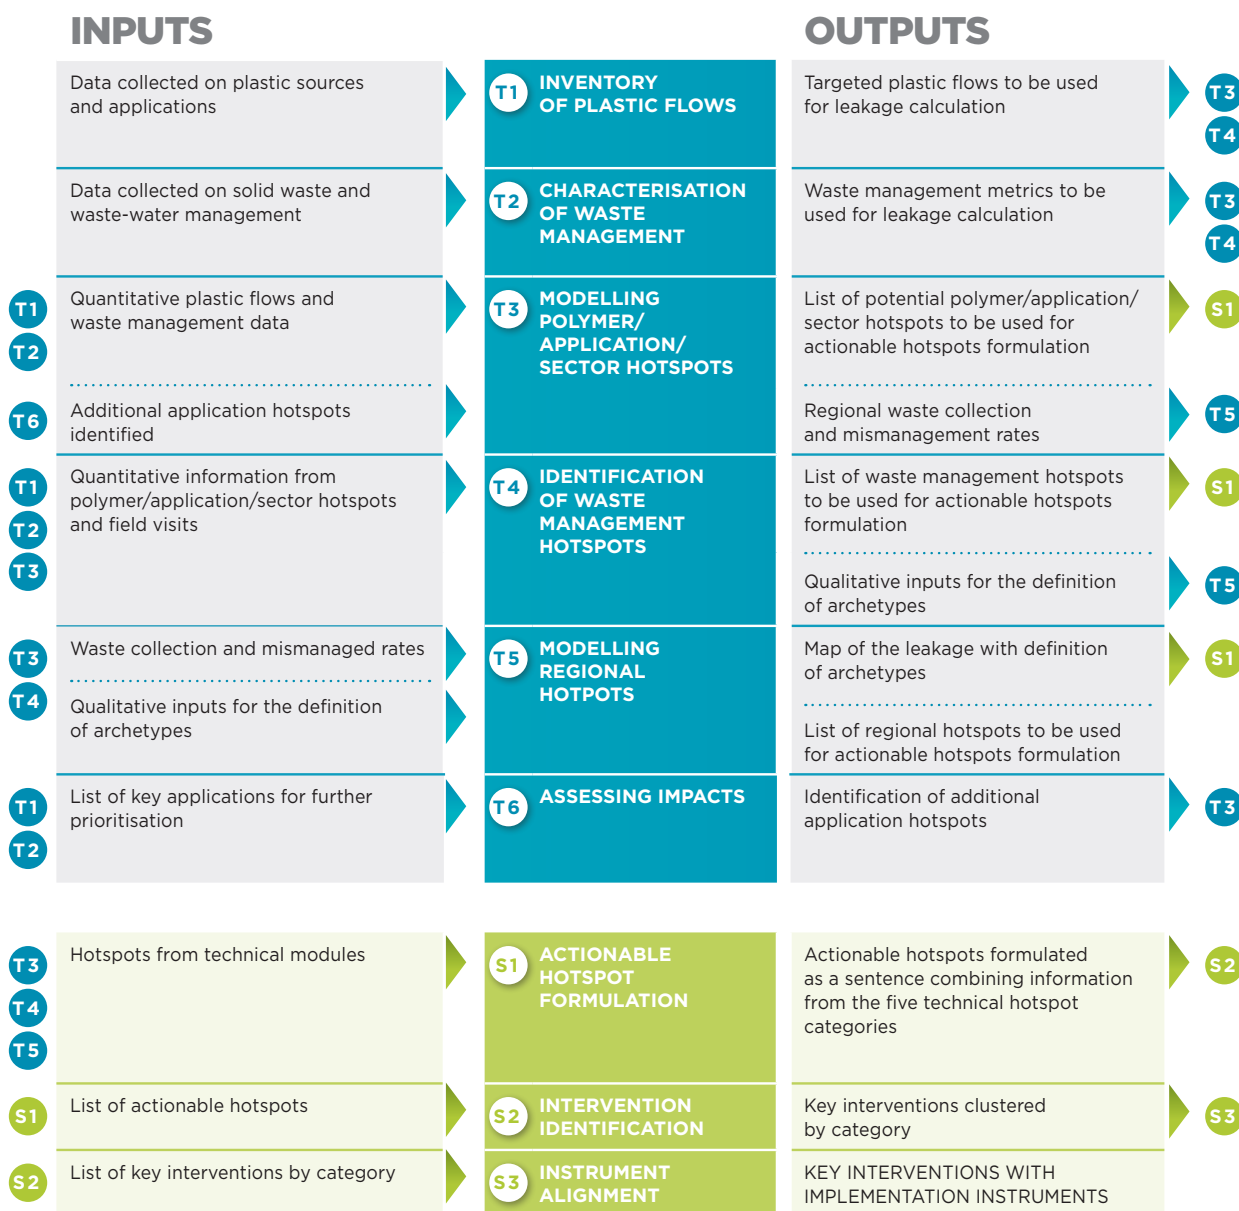 INPUTS
OUTPUTS
Data collected on plastic sources
and applications
T1
INVENTORY
OF PLASTIC FLOWS
Targeted plastic flows to be used
for leakage calculation
T3
T4
Data collected on solid waste and
waste-water management
T2
CHARACTERISATION
OF WASTE
MANAGEMENT
Waste management metrics to be
used for leakage calculation
T3
T4
T1
T2
Quantitative plastic flows and
waste management data
T6
Additional application hotspots
identified
T3
MODELLING
POLYMER/
APPLICATION/
SECTOR HOTSPOTS
List of potential polymer/application/
sector hotspots to be used for
actionable hotspots formulation
S1
Regional waste collection
and mismanagement rates
T5
T1
T2
T3
Quantitative information from
polymer/application/sector hotspots
and field visits
T4
IDENTIFICATION
OF WASTE
MANAGEMENT
HOTSPOTS
List of waste management hotspots
to be used for actionable hotspots
formulation
S1
Qualitative inputs for the definition
of archetypes
T5
T3
T4
Waste collection and mismanaged rates
Qualitative inputs for the definition
of archetypes
T5
MODELLING
REGIONAL
HOTPOTS
Map of the leakage with definition
of archetypes
S1
List of regional hotspots to be used
for actionable hotspots formulation
T1
T2
List of key applications for further
prioritisation
T6
ASSESSING IMPACTS
Identification of additional
application hotspots
T3
T3
T4
T5
Hotspots from technical modules
S1
ACTIONABLE
HOTSPOT
FORMULATION
Actionable hotspots formulated
as a sentence combining information
from the five technical hotspot
categories
S2
S1
List of actionable hotspots
S2
INTERVENTION
IDENTIFICATION
Key interventions clustered
by category
S3
S2
List of key interventions by category
S3
INSTRUMENT
ALIGNMENT
KEY INTERVENTIONS WITH
IMPLEMENTATION INSTRUMENTS